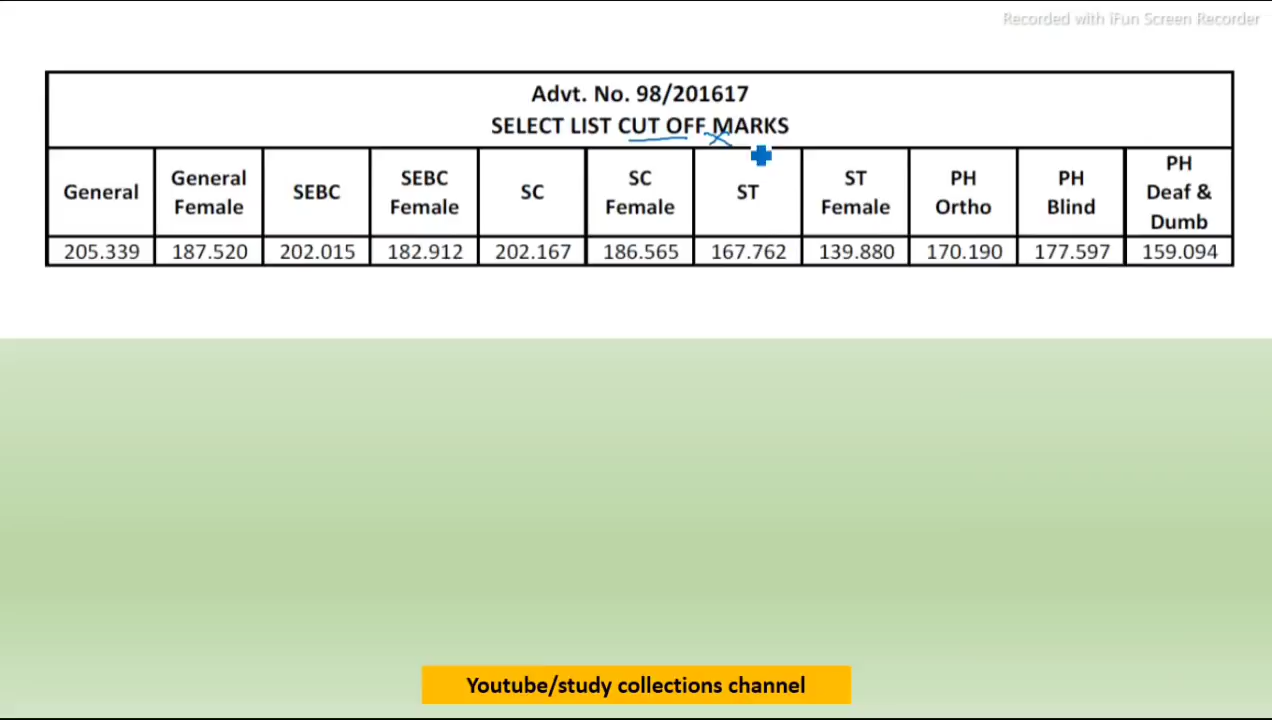 Recorded with iFun Screen Recorder
Advt. No. 98/201617
SELECT LIST CUT OFF MARKS
General
General
Female
SEBC
SEBC
Female
SC
SC
Female
ST
ST
Female
PH
Ortho
PH
Blind
PH
Deaf &
Dumb
205.339 187.520 202.015 182.912 202.167 186.565 167.762 139.880 170.190 177.597 159.094
Youtube/study collections channel